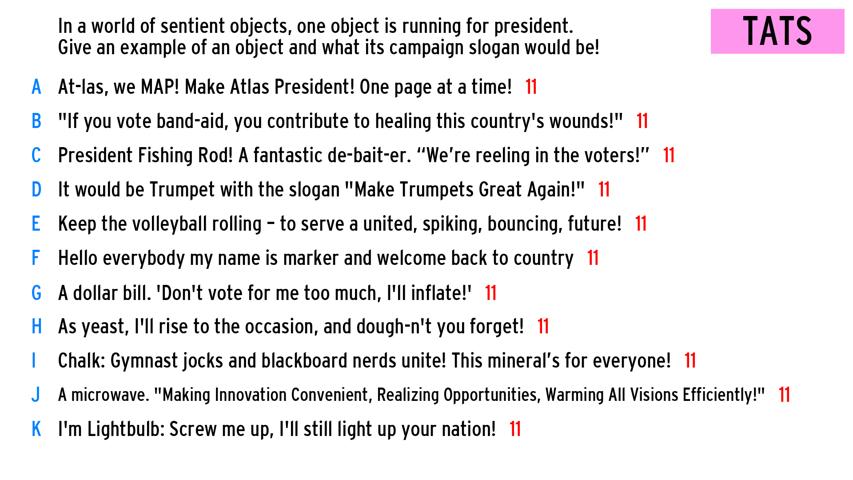 In a world of sentient objects, one object is running for president.
Give an example of an object and what its campaign slogan would be!
TATS
A At-las, we MAP! Make Atlas President! One page at a time! 11
B "If you vote band-aid, you contribute to healing this country's wounds!" 11
C President Fishing Rod! A fantastic de-bait-er. “We’re reeling in the voters!” 11
D It would be Trumpet with the slogan "Make Trumpets Great Again!" 11
E Keep the volleyball rolling – to serve a united, spiking, bouncing, future! 11
F Hello everybody my name is marker and welcome back to country 11
G A dollar bill. 'Don't vote for me too much, I'll inflate!' 11
H As yeast, I'll rise to the occasion, and dough-n't you forget! 11
I Chalk: Gymnast jocks and blackboard nerds unite! This mineral’s for everyone! 11
J A microwave. "Making Innovation Convenient, Realizing Opportunities, Warming All Visions Efficiently!" 11
K I'm Lightbulb: Screw me up, I'll still light up your nation! 11